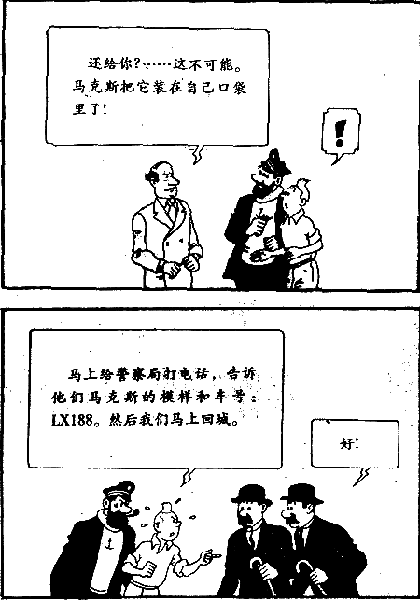 还给你?……这不可能。
马克斯把它装在自己口袋
里了!
!
马上给警察局打电话，告诉
他们马克斯的模样和车号：
LX188。然后我们马上回城。
好!